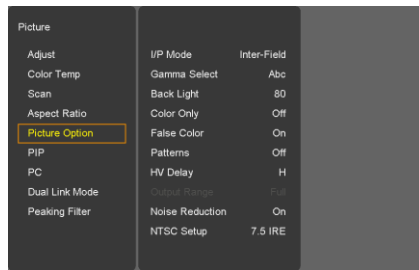 Picture
Adjust
Color Temp
Scan
Aspect Ratio
Picture Option
PIP
PC
Dual Link Mode
Peaking Filter
I/P Mode Inter-Field
Gamma Select Abc
Back Light 80
Color Only Off
False Color On
Patterns Off
HV Delay H
Output Range Full
Noise Reduction On
NTSC Setup 7.5 IRE